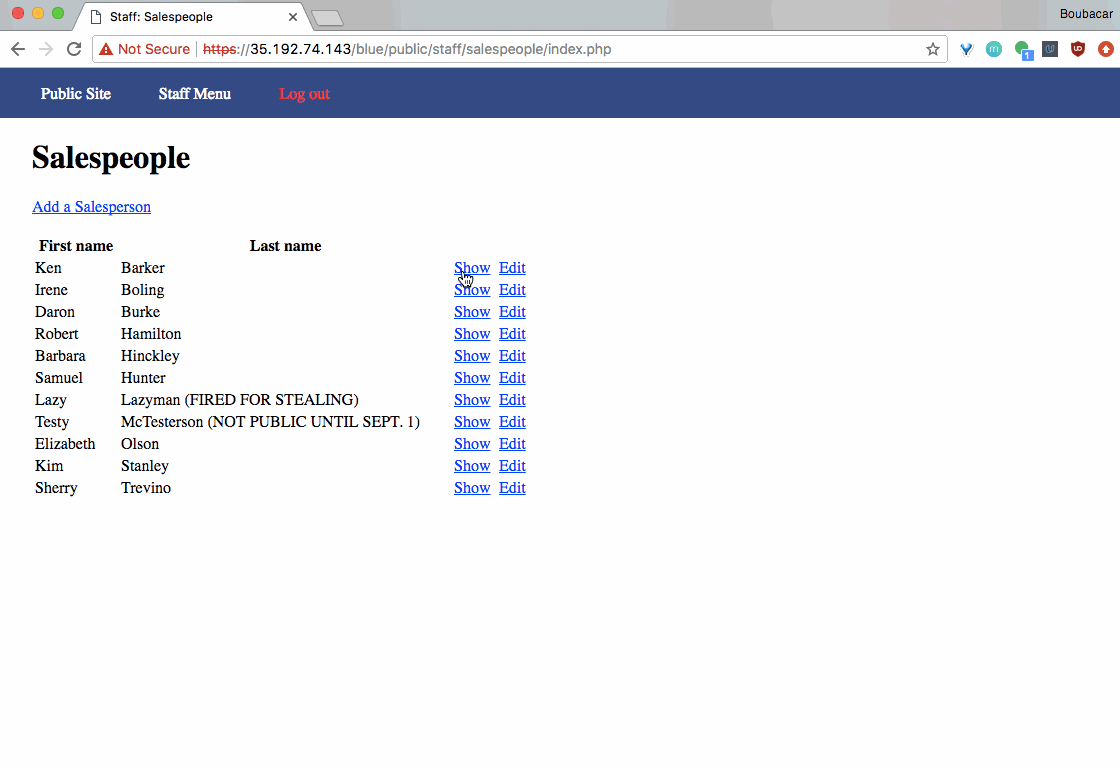 Staff: Salespeople
Boubacar
Not Secure https://35.192.74.143/blue/public/staff/salespeople/index.php
m 1
Public Site Staff Menu Log out
Salespeople
Add a Salesperson
First name Last name
Ken Barker Show Edit
Irene Boling Show Edit
Daron Burke Show Edit
Robert Hamilton Show Edit
Barbara Hinckley Show Edit
Samuel Hunter Show Edit
Lazy Lazyman (FIRED FOR STEALING) Show Edit
Testy McTesterson (NOT PUBLIC UNTIL SEPT. 1) Show Edit
Elizabeth Olson Show Edit
Kim Stanley Show Edit
Sherry Trevino Show Edit